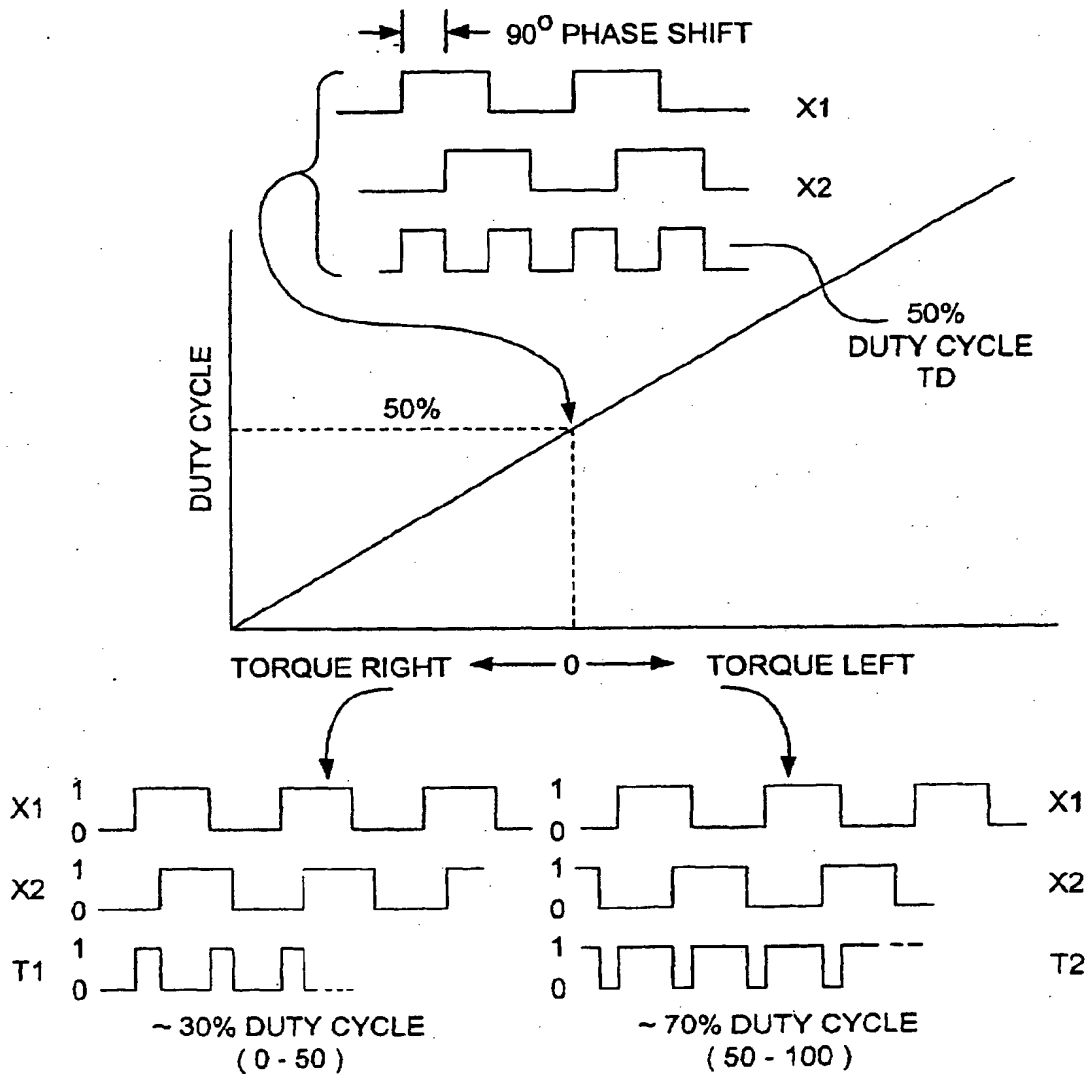 90° PHASE SHIFT
X1
X2
50%
DUTY CYCLE
TD
DUTY CYCLE
50%
TORQUE RIGHT 0 TORQUE LEFT
X1 1 0
X2 1 0
T1 1 0
~ 30% DUTY CYCLE
( 0 - 50 )
1 0 X1
1 0 X2
1 0 T2
~ 70% DUTY CYCLE
( 50 - 100 )